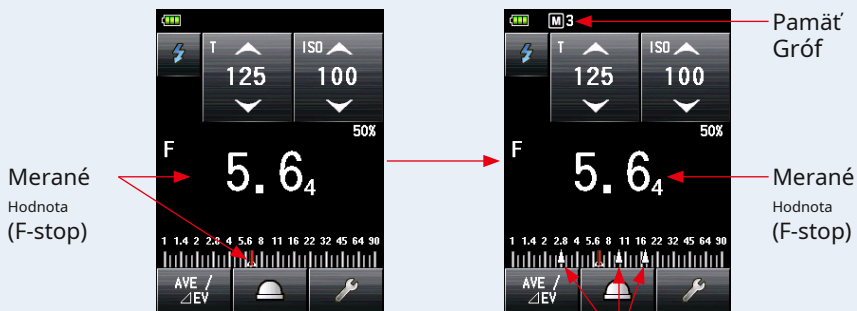 Merané
Hodnota
(F-stop)
T
125
ISO
100
50%
F
5.6₄
1 1.4 2 2.8 4 5.6 8 11 16 22 32 45 64 90
AVE /
⊿EV
M 3
Pamäť
Gróf
T
125
ISO
100
50%
F
5.6₄
1 1.4 2 2.8 4 5.6 8 11 16 22 32 45 64 90
AVE /
⊿EV
Merané
Hodnota
(F-stop)